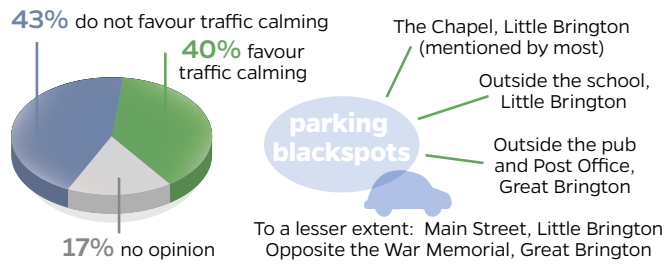 43% do not favour traffic calming
40% favour
traffic calming
17% no opinion
The Chapel, Little Brington
(mentioned by most)
Outside the school,
Little Brington
parking
blackspots
Outside the pub
and Post Office,
Great Brington
To a lesser extent: Main Street, Little Brington
Opposite the War Memorial, Great Brington